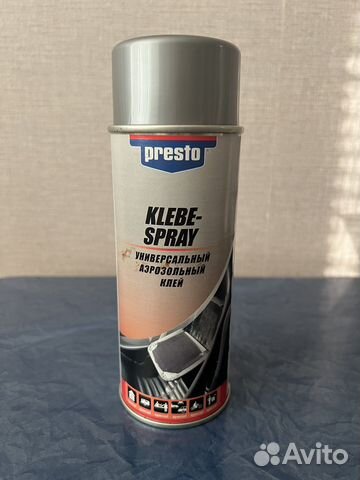 presto
KLEBE-
SPRAY
УНИВЕРСАЛЬНЫЙ
АЭРОЗОЛЬНЫЙ
КЛЕЙ
Avito